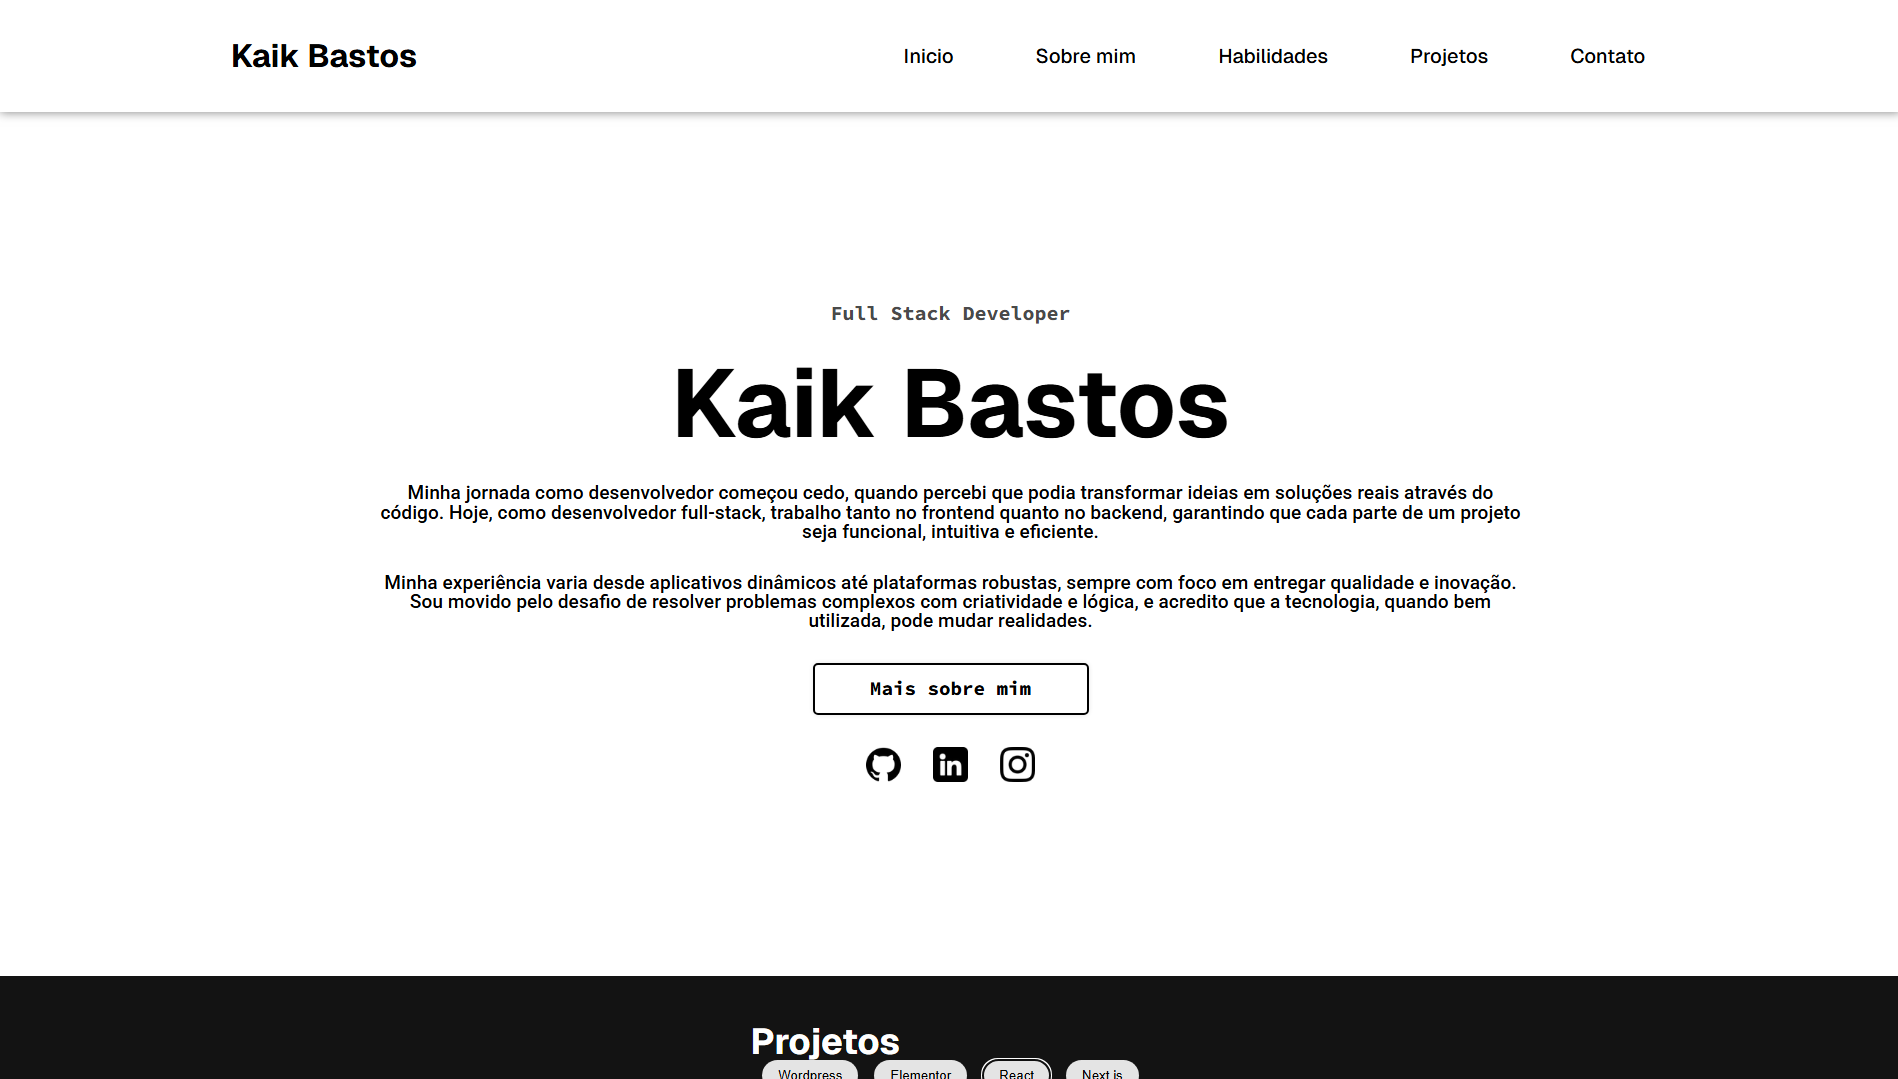 Kaik Bastos
Inicio
Sobre mim
Habilidades
Projetos
Contato
Full Stack Developer
Kaik Bastos
Minha jornada como desenvolvedor começou cedo, quando percebi que podia transformar ideias em soluções reais através do
código. Hoje, como desenvolvedor full-stack, trabalho tanto no frontend quanto no backend, garantindo que cada parte de um projeto
seja funcional, intuitiva e eficiente.
Minha experiência varia desde aplicativos dinâmicos até plataformas robustas, sempre com foco em entregar qualidade e inovação.
Sou movido pelo desafio de resolver problemas complexos com criatividade e lógica, e acredito que a tecnologia, quando bem
utilizada, pode mudar realidades.
Mais sobre mim
in
Projetos
Wordpress
Elementor
React
Next js